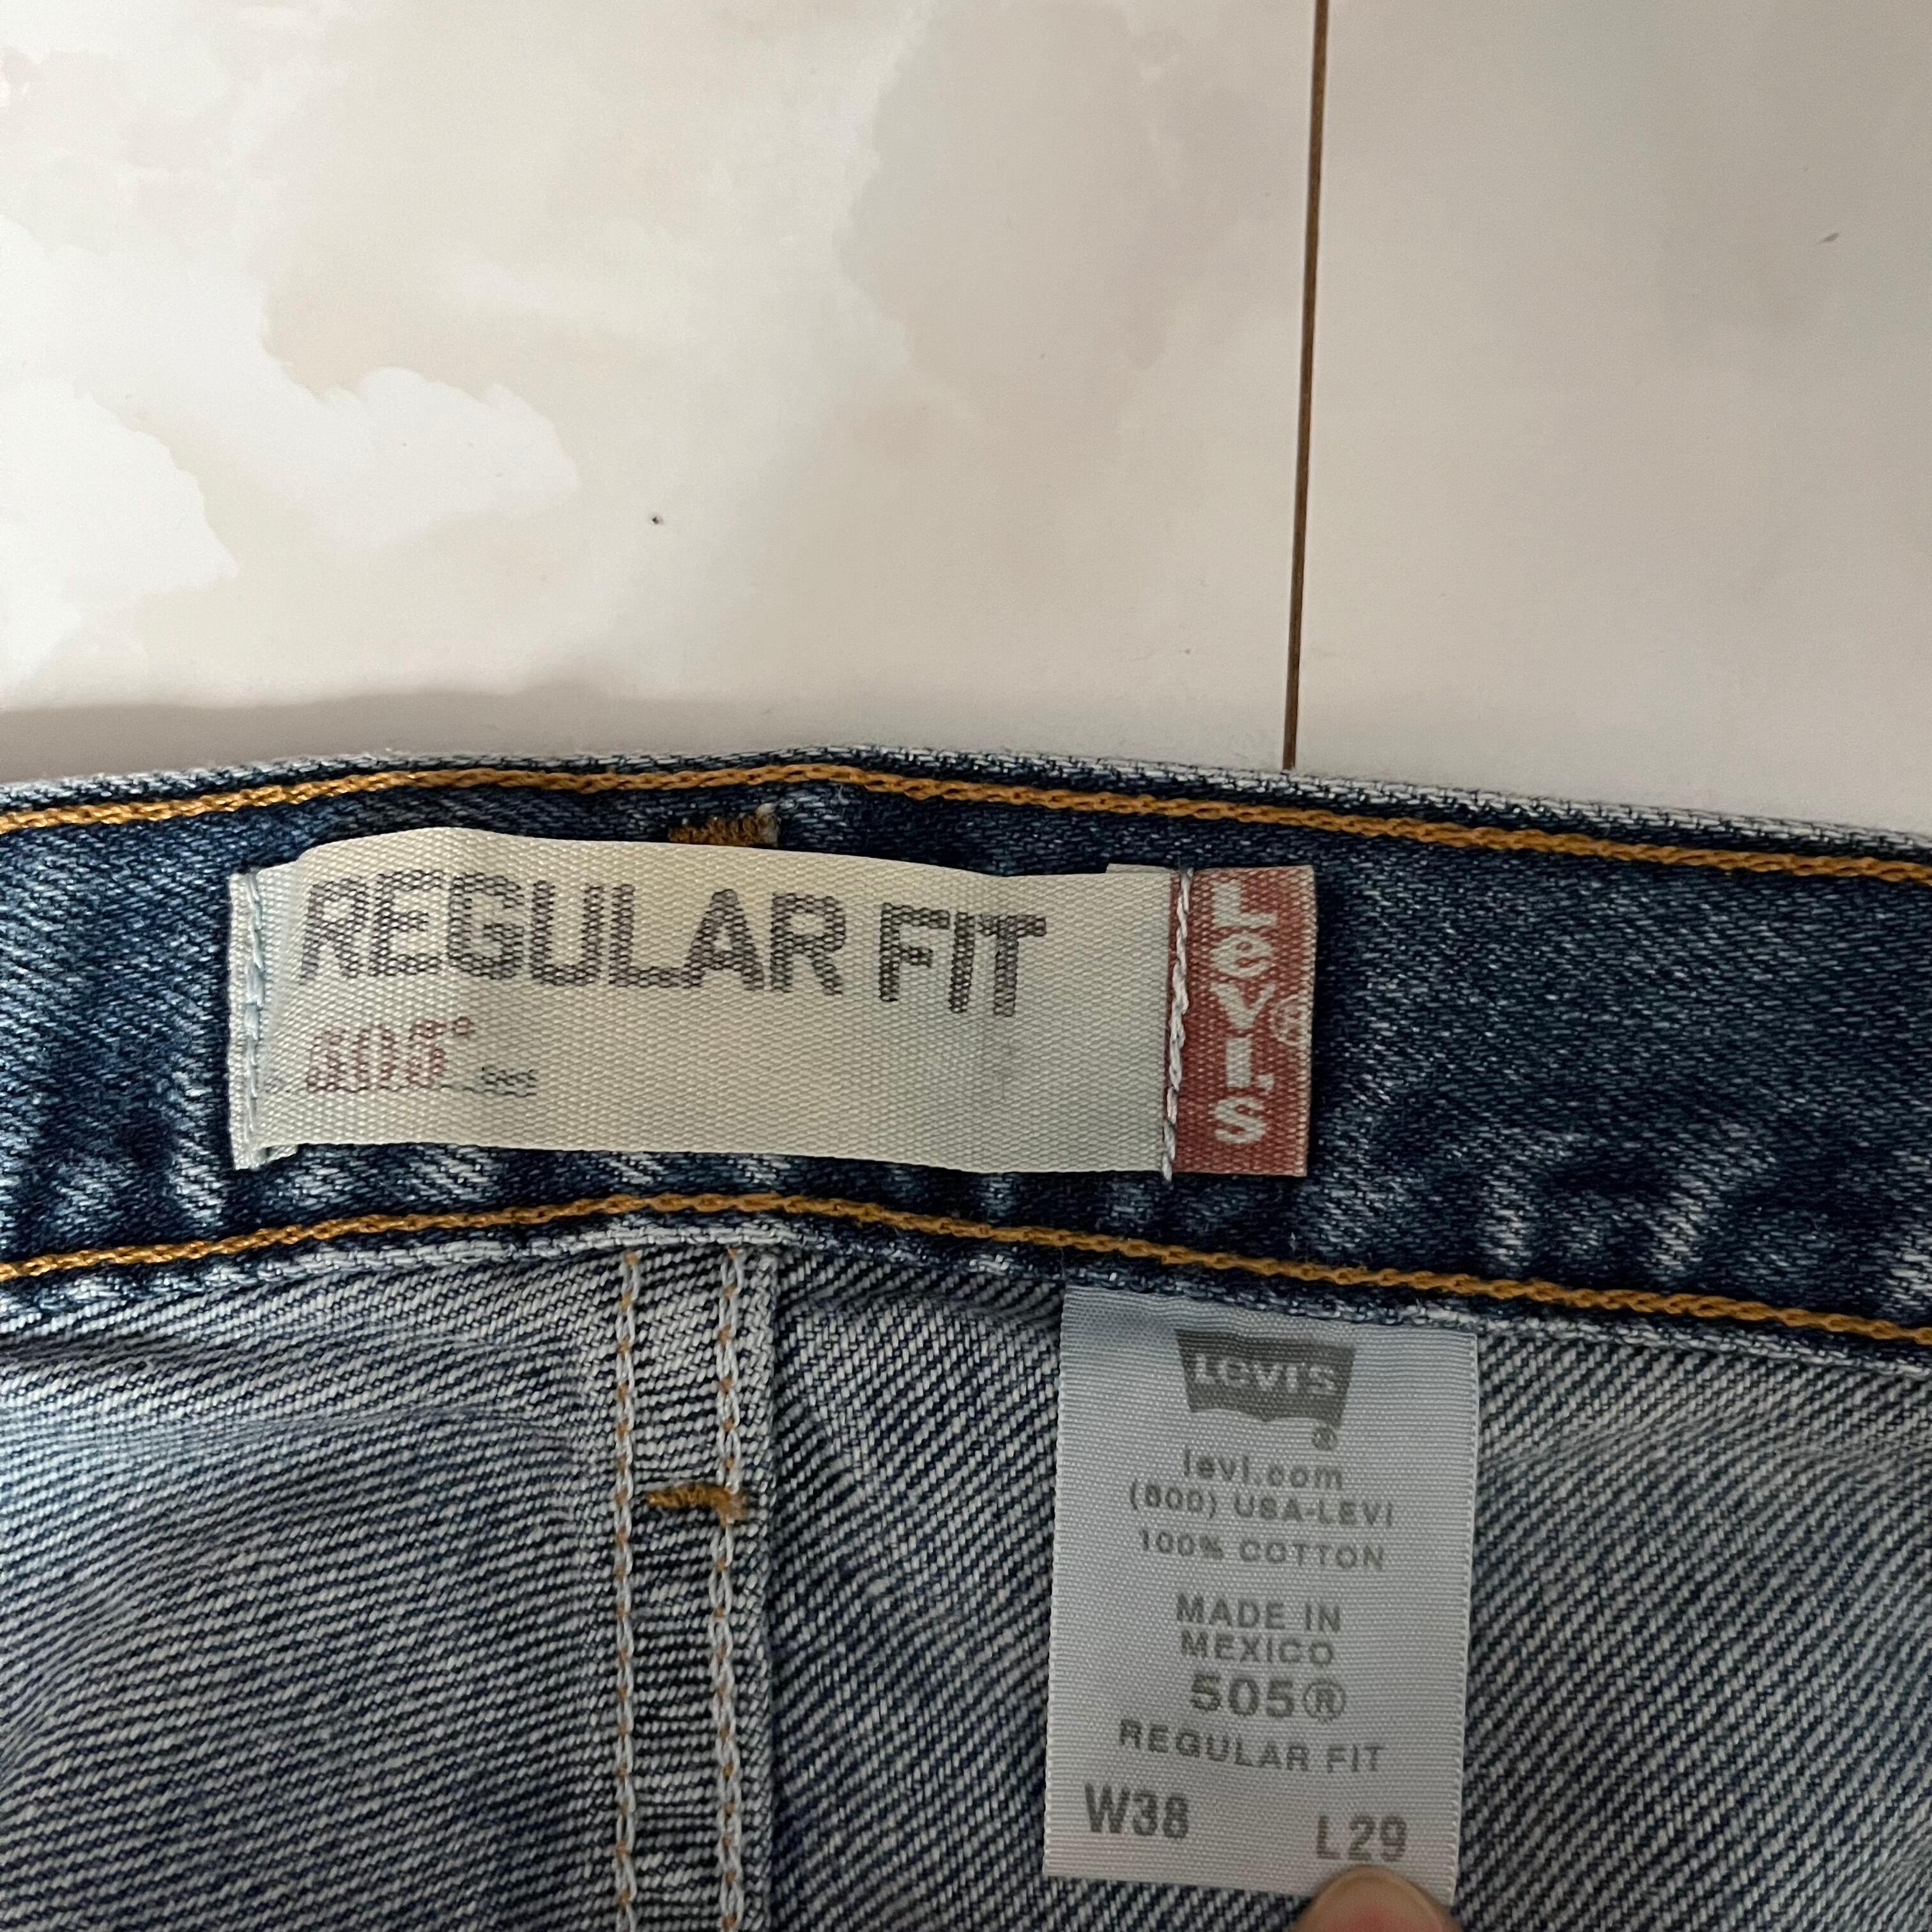 REGULAR FIT
505
LEVI'S®
LEVI'S
®
levi.com
(800) USA-LEVI
100% COTTON
MADE IN
MEXICO
505®
REGULAR FIT
W38 L29